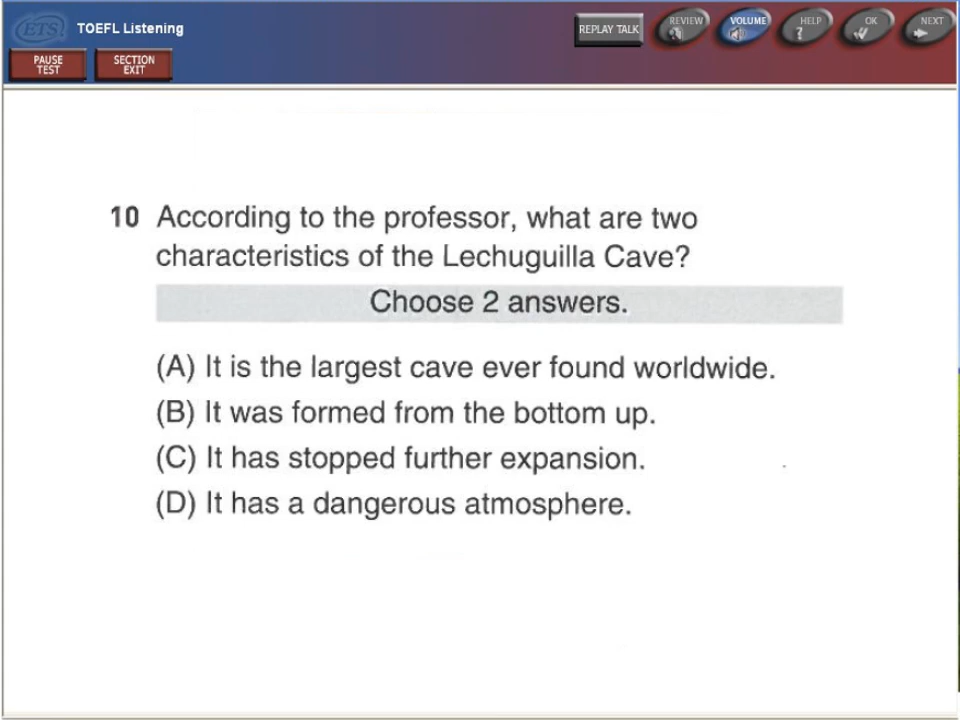 ETS
TOEFL Listening
REPLAY TALK
REVIEW
VOLUME
HELP
?
OK
NEXT
PAUSE
TEST
SECTION
EXIT
10 According to the professor, what are two
characteristics of the Lechuguilla Cave?
Choose 2 answers.
(A) It is the largest cave ever found worldwide.
(B) It was formed from the bottom up.
(C) It has stopped further expansion.
(D) It has a dangerous atmosphere.